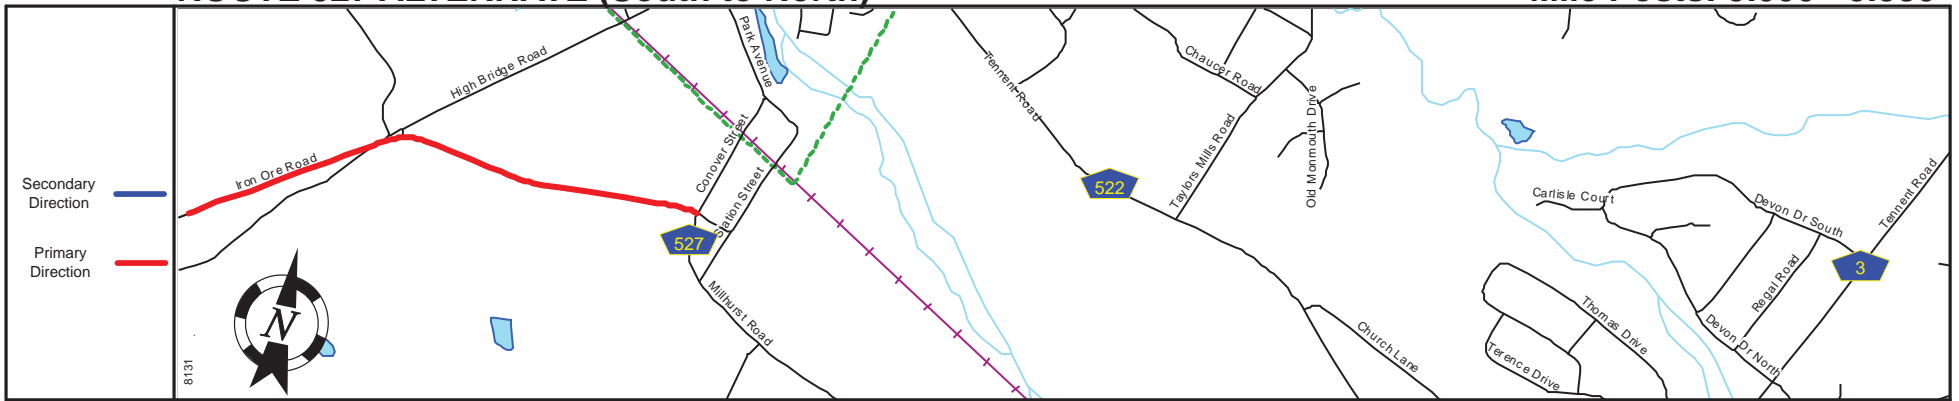 Secondary
Direction
Primary
Direction
8131
N
Iron Ore Road
High Bridge Road
Park Avenue
Conover Street
Station Street
527
Millhurst Road
Tennent Road
522
Chaucer Road
Taylors Mills Road
Old Monmouth Drive
Church Lane
Carlisle Court
Devon Dr South
Tennent Road
3
Regal Road
Devon Dr North
Thomas Drive
Terence Drive